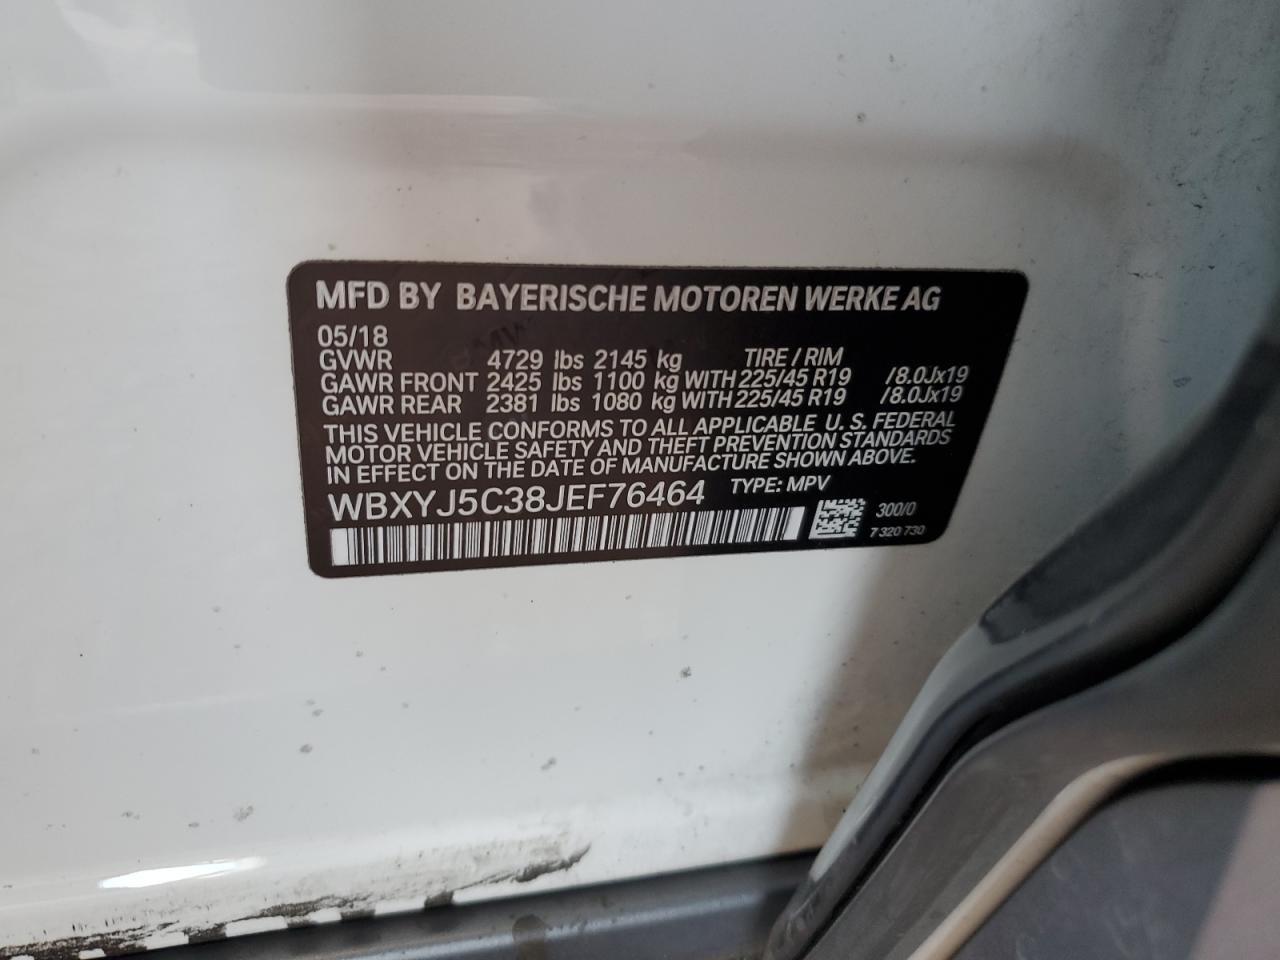 MFD BY BAYERISCHE MOTOREN WERKE AG
05/18
GVWR 4729 lbs 2145 kg TIRE / RIM
GAWR FRONT 2425 lbs 1100 kg WITH 225/45 R19 /8.0Jx19
GAWR REAR 2381 lbs 1080 kg WITH 225/45 R19 /8.0Jx19
THIS VEHICLE CONFORMS TO ALL APPLICABLE U. S. FEDERAL
MOTOR VEHICLE SAFETY AND THEFT PREVENTION STANDARDS
IN EFFECT ON THE DATE OF MANUFACTURE SHOWN ABOVE.
WBXYJ5C38JEF76464 TYPE: MPV
300/0
7 320 730